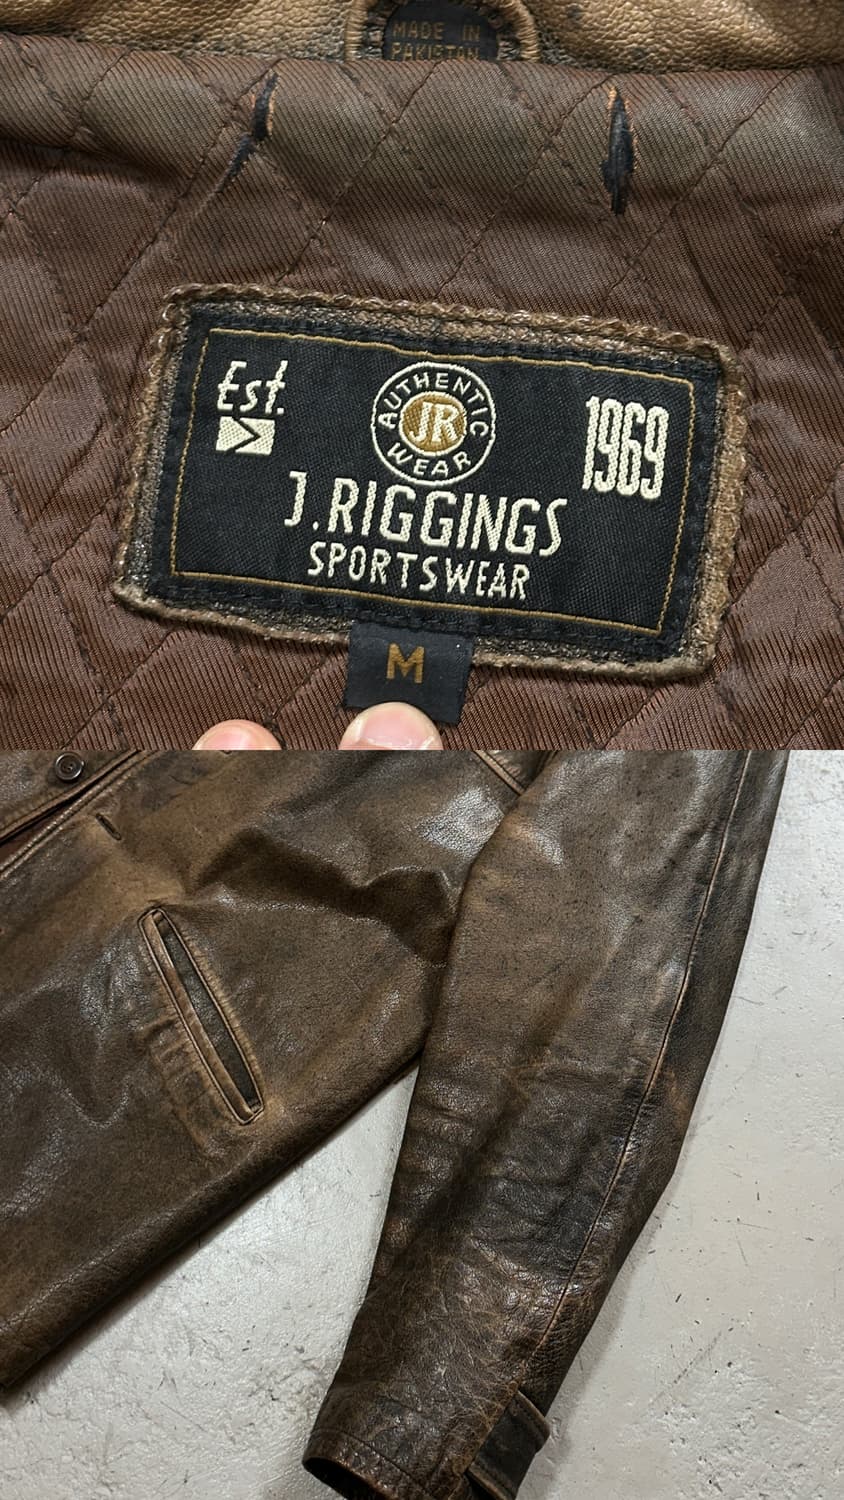 MADE IN
PAKISTAN
Est.
AUTHENTIC
JR
WEAR
1969
J.RIGGINGS
SPORTSWEAR
M